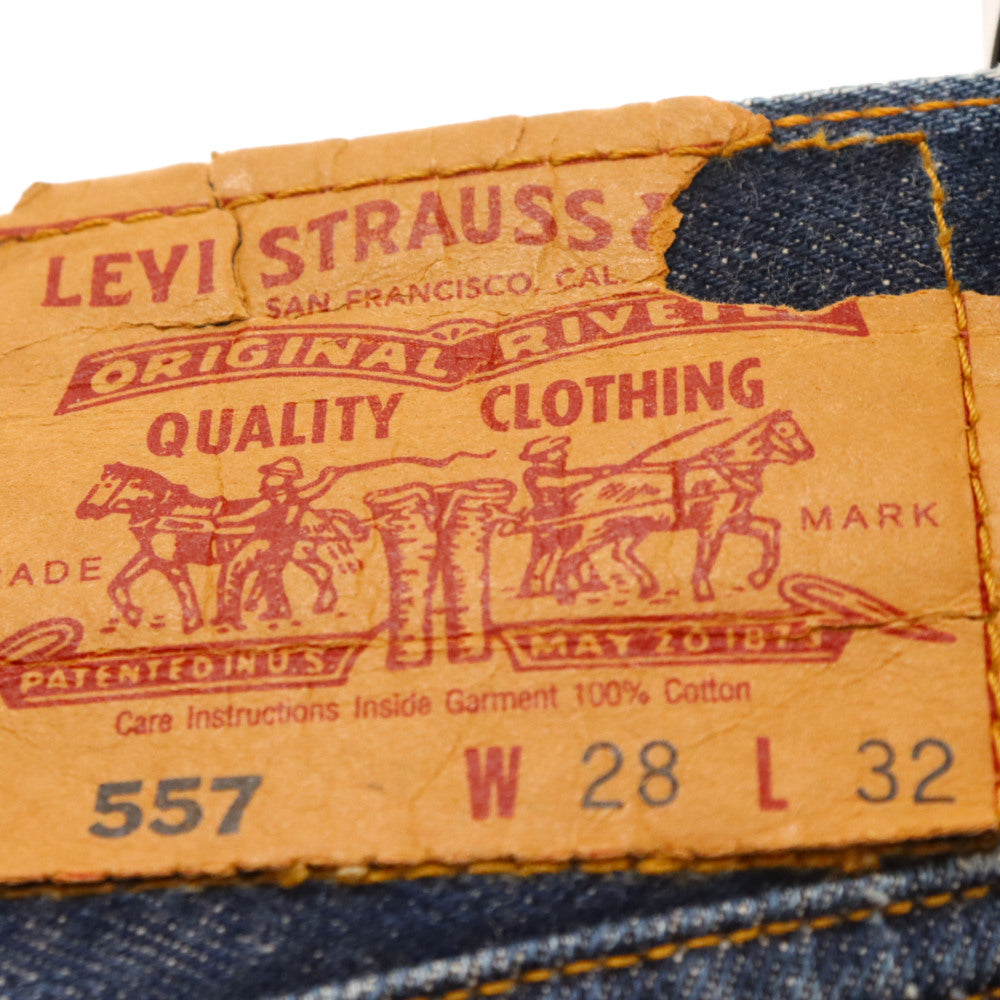 LEVI STRAUSS &
SAN FRANCISCO, CAL.
ORIGINAL RIVETED
QUALITY CLOTHING
RADE MARK
PATENTED IN U.S. MAY 20 1873
Care Instructions Inside Garment 100% Cotton
557 W 28 L 32